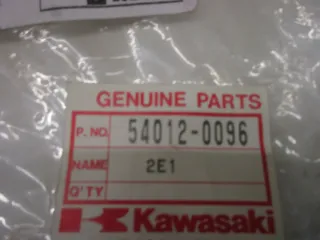 GENUINE PARTS
P. NO. 54012-0096
NAME 2E1
Q'TY
Kawasaki